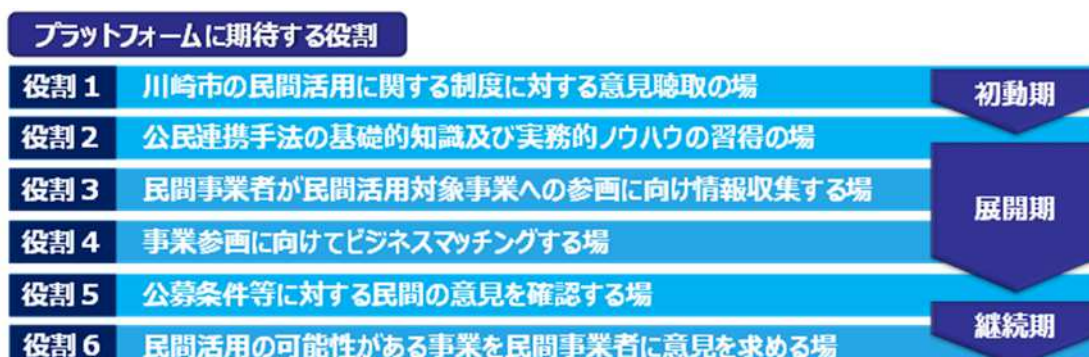 プラットフォームに期待する役割
役割1 川崎市の民間活用に関する制度に対する意見聴取の場
初動期
役割2 公民連携手法の基礎的知識及び実務的ノウハウの習得の場
役割3 民間事業者が民間活用対象事業への参画に向け情報収集する場
展開期
役割4 事業参画に向けてビジネスマッチングする場
役割5 公募条件等に対する民間の意見を確認する場
継続期
役割6 民間活用の可能性がある事業を民間事業者に意見を求める場